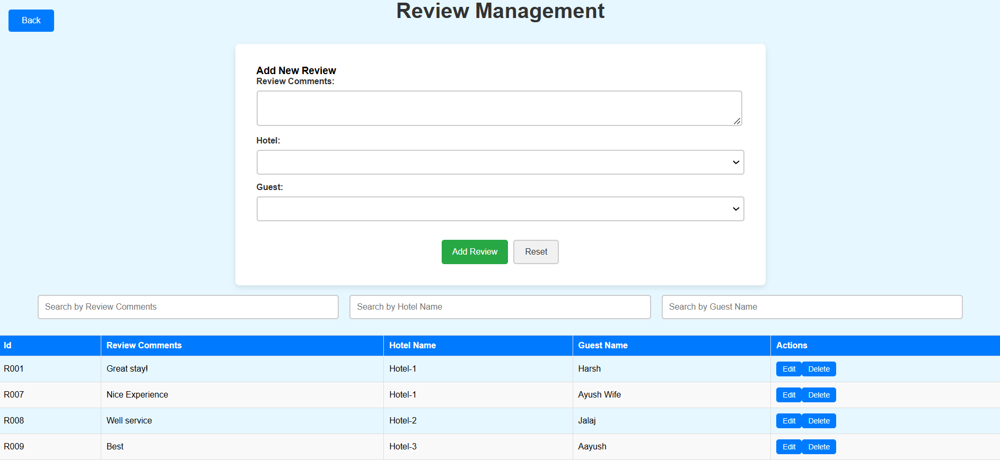 Review Management
Back
Add New Review
Review Comments:
Hotel:
Guest:
Add Review Reset
Search by Review Comments Search by Hotel Name Search by Guest Name
Id Review Comments Hotel Name Guest Name Actions
R001 Great stay! Hotel-1 Harsh Edit Delete
R007 Nice Experience Hotel-1 Ayush Wife Edit Delete
R008 Well service Hotel-2 Jalaj Edit Delete
R009 Best Hotel-3 Aayush Edit Delete